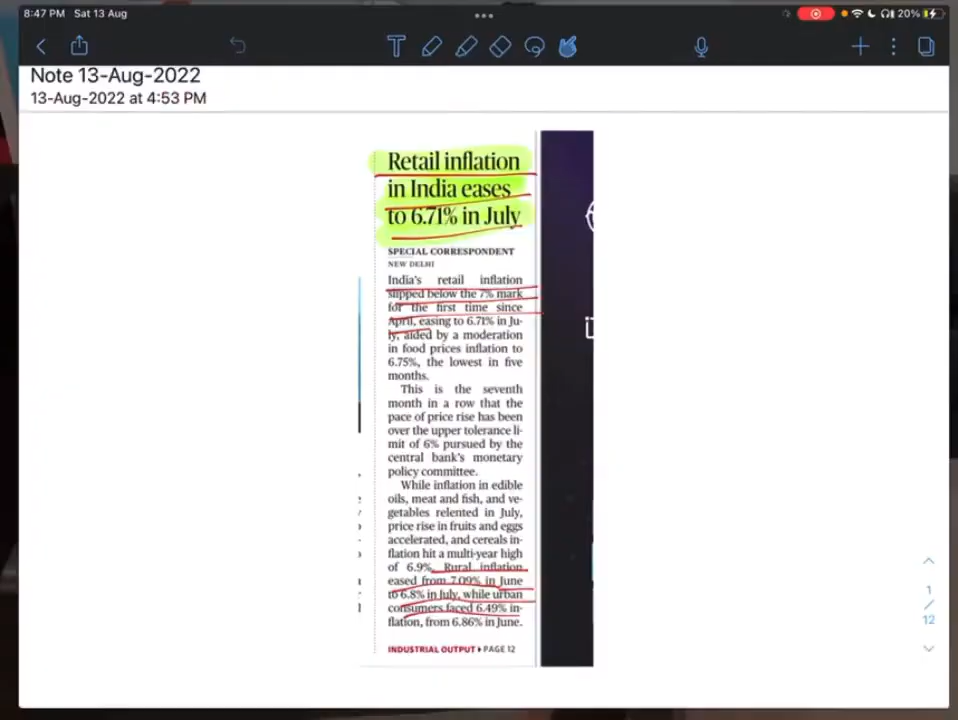 8:47 PM Sat 13 Aug
20%
Note 13-Aug-2022
13-Aug-2022 at 4:53 PM
Retail inflation
in India eases
to 6.71% in July
SPECIAL CORRESPONDENT
NEW DELHI
India's retail inflation
slipped below the 7% mark
for the first time since
April, easing to 6.71% in Ju-
ly, aided by a moderation
in food prices inflation to
6.75%, the lowest in five
months.
This is the seventh
month in a row that the
pace of price rise has been
over the upper tolerance li-
mit of 6% pursued by the
central bank's monetary
policy committee.
While inflation in edible
oils, meat and fish, and ve-
getables relented in July,
price rise in fruits and eggs
accelerated, and cereals in-
flation hit a multi-year high
of 6.9%. Rural inflation
eased from 7.09% in June
to 6.8% in July, while urban
consumers faced 6.49% in-
flation, from 6.86% in June.
INDUSTRIAL OUTPUT PAGE 12
1
/
12